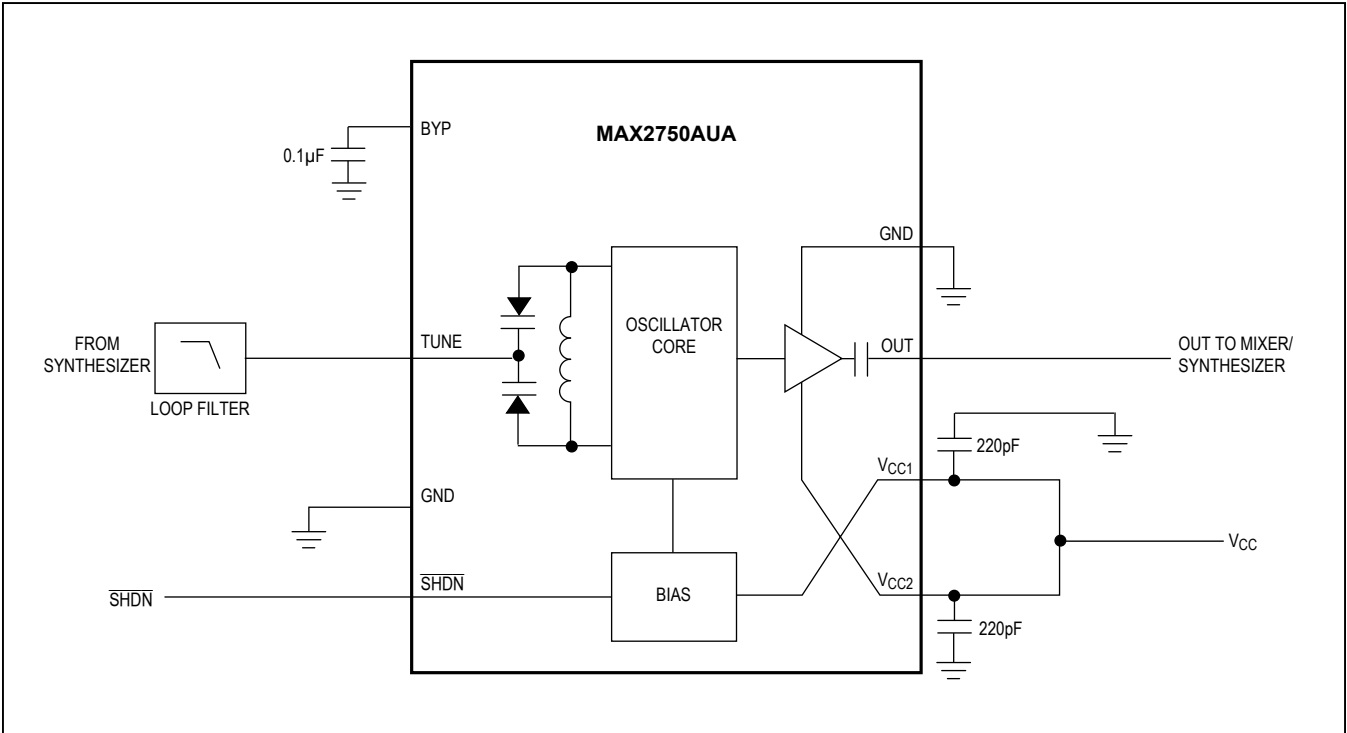 MAX2750AUA
BYP
0.1µF
GND
FROM
SYNTHESIZER
LOOP FILTER
TUNE
OSCILLATOR
CORE
OUT
OUT TO MIXER/
SYNTHESIZER
220pF
VCC1
GND
VCC
SHDN
SHDN
BIAS
VCC2
220pF